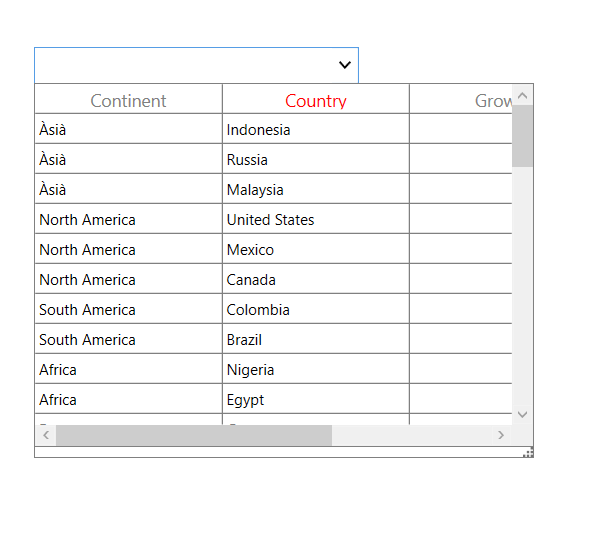 Continent Country Grow
Àsià Indonesia
Àsià Russia
Àsià Malaysia
North America United States
North America Mexico
North America Canada
South America Colombia
South America Brazil
Africa Nigeria
Africa Egypt